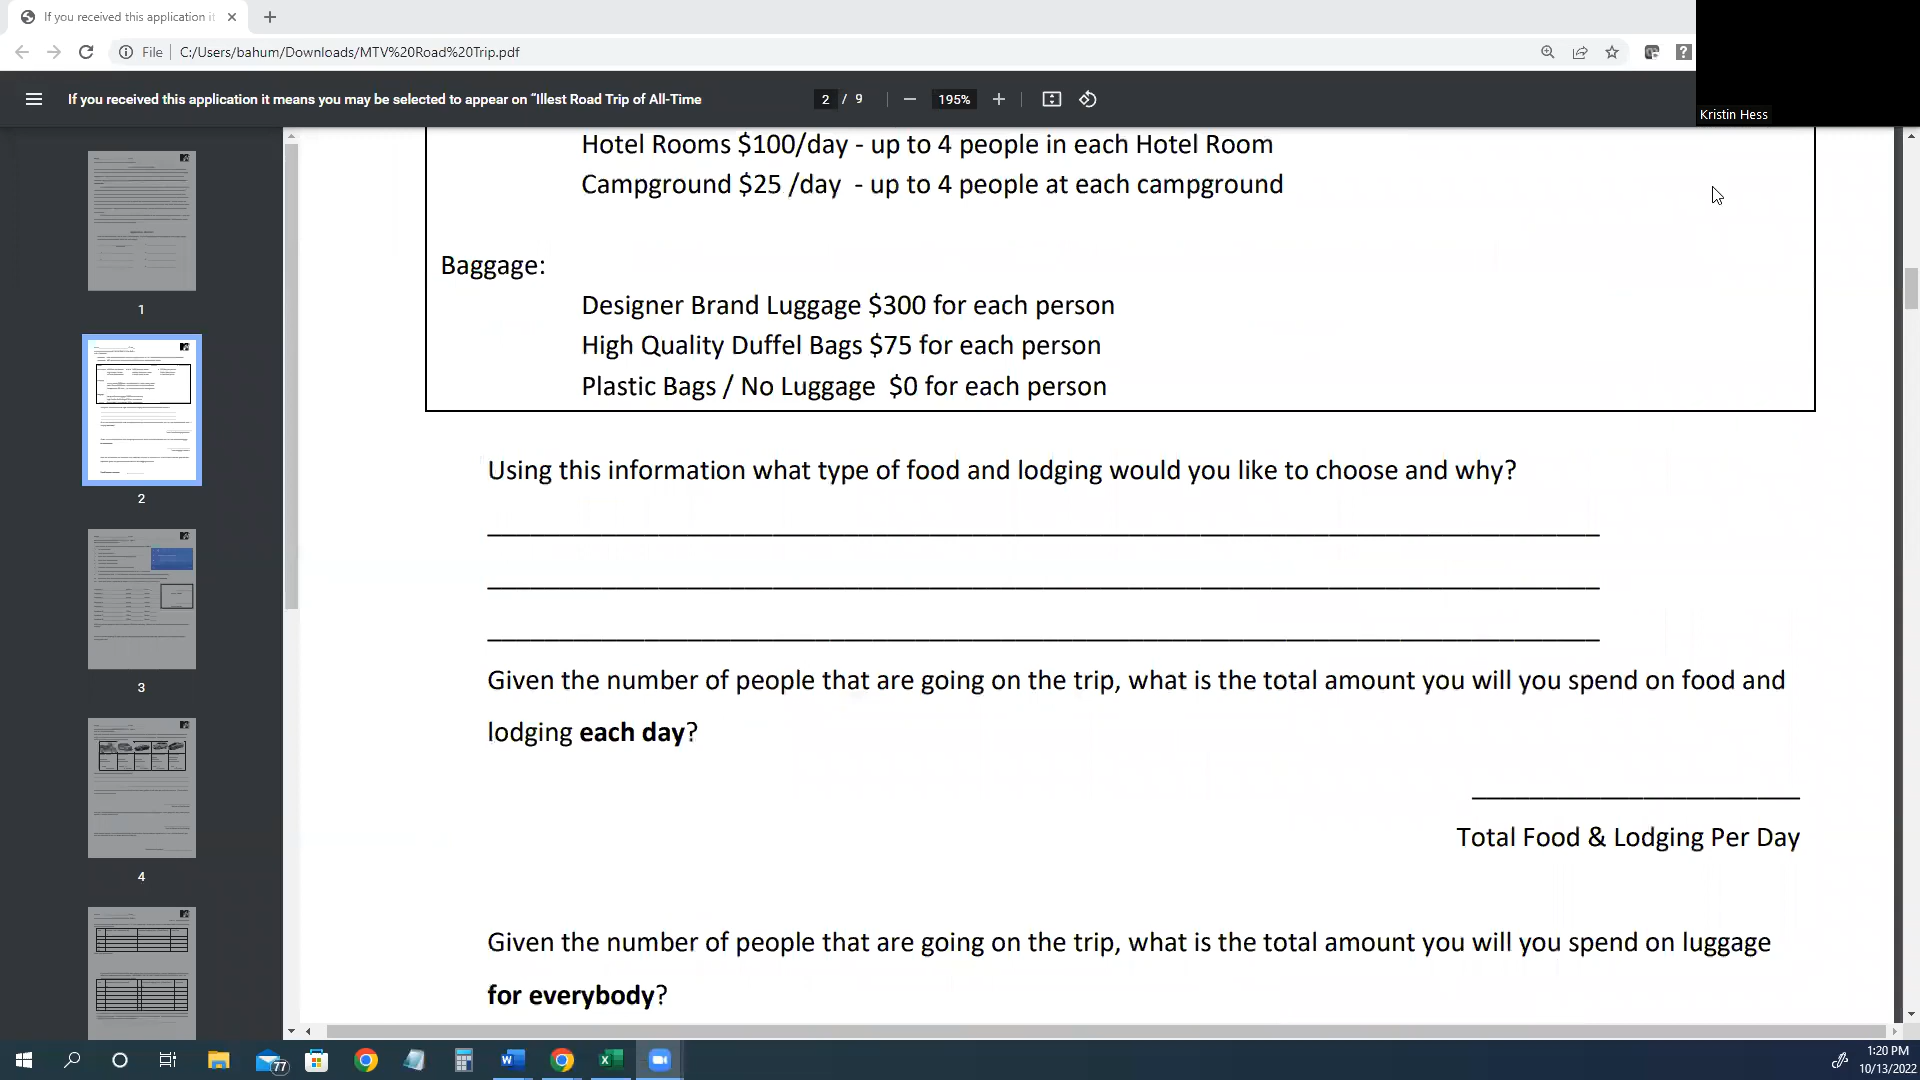 If you received this application it
File
C:/Users/bahum/Downloads/MTV%20Road%20Trip.pdf
Kristin Hess
If you received this application it means you may be selected to appear on “Illest Road Trip of All-Time
2 / 9
195%
Hotel Rooms $100/day - up to 4 people in each Hotel Room
Campground $25 /day - up to 4 people at each campground
Baggage:
Designer Brand Luggage $300 for each person
High Quality Duffel Bags $75 for each person
Plastic Bags / No Luggage $0 for each person
Using this information what type of food and lodging would you like to choose and why?
Given the number of people that are going on the trip, what is the total amount you will you spend on food and
lodging each day?
Total Food & Lodging Per Day
Given the number of people that are going on the trip, what is the total amount you will you spend on luggage
for everybody?
1
2
3
4
77
1:20 PM
10/13/2022